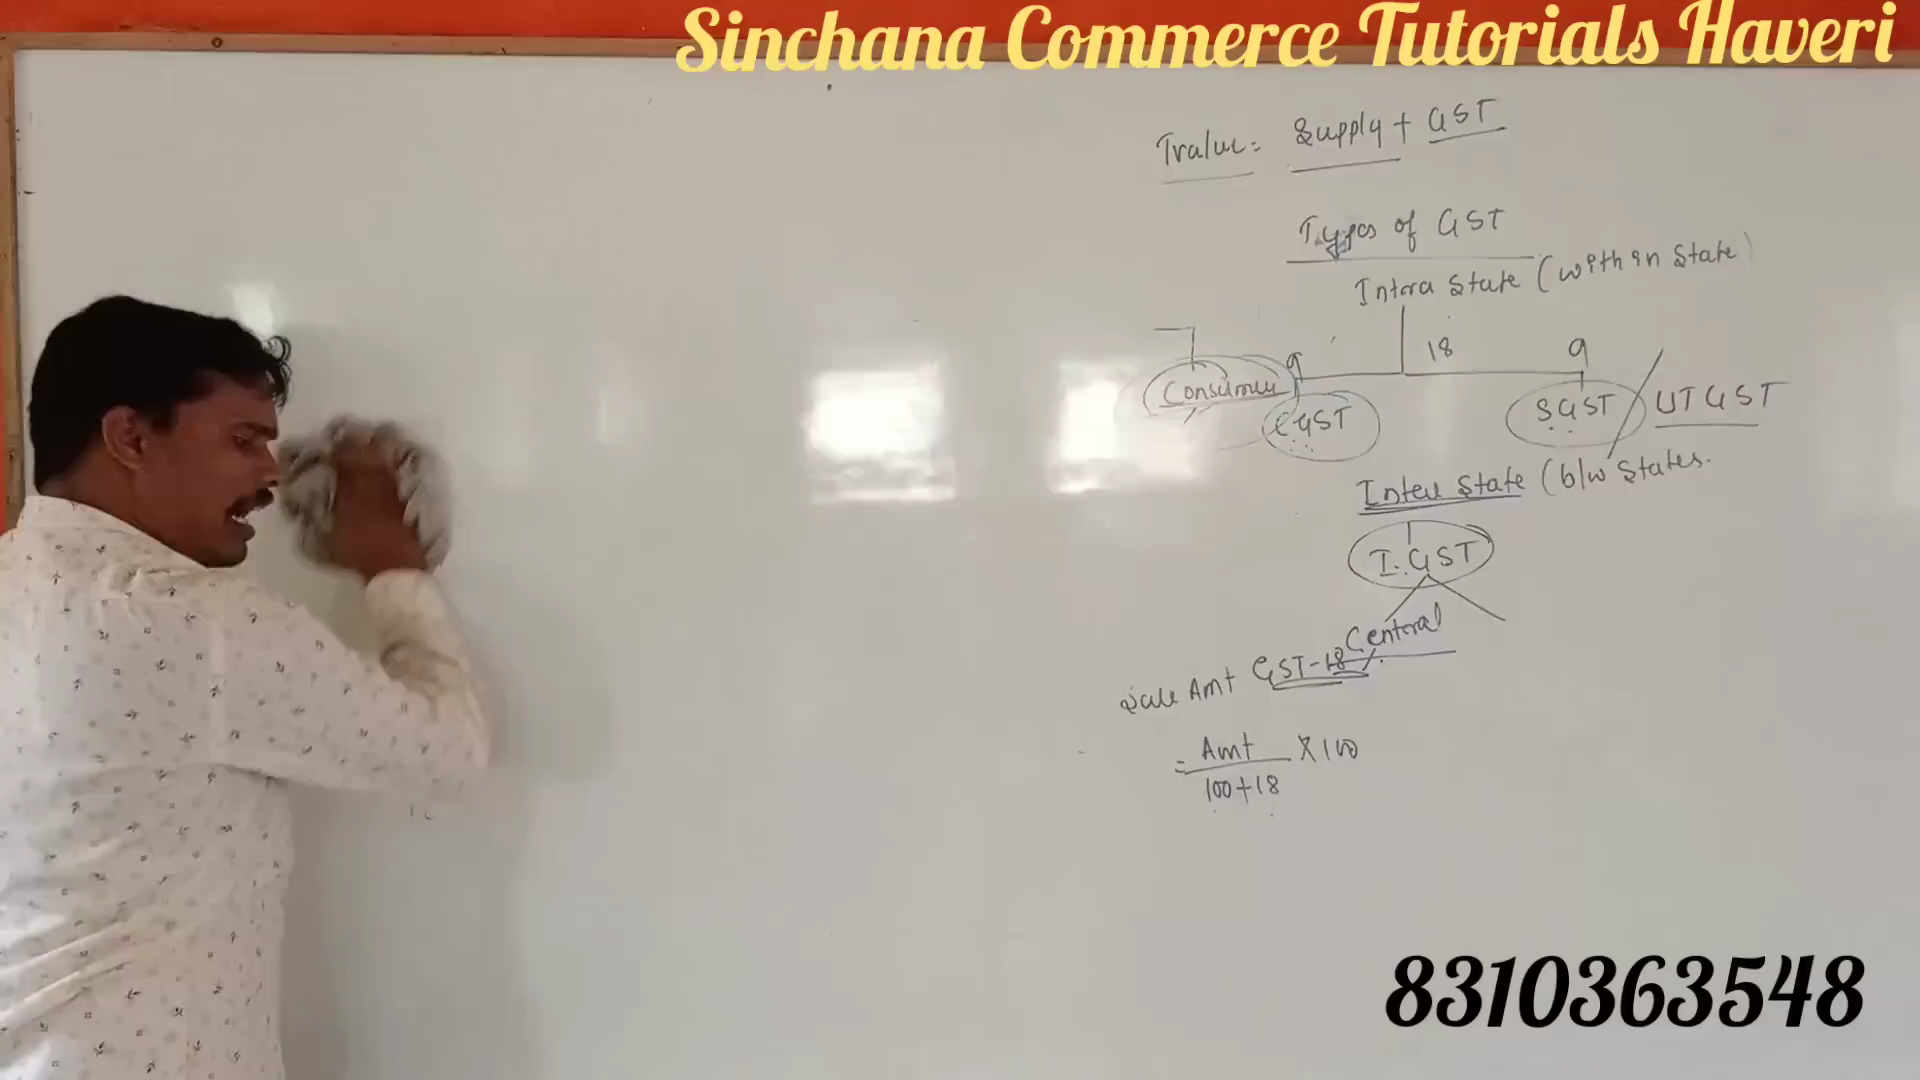 Sinchana Commerce Tutorials Haveri
Tvalue = Supply + GST
Types of GST
Intra State (within State)
9 18 9
Consumer CGST SGST / UTGST
Inter State (b/w States.
I.GST
Central
Sale Amt GST-18%
= Amt / 100+18 × 100
8310363548